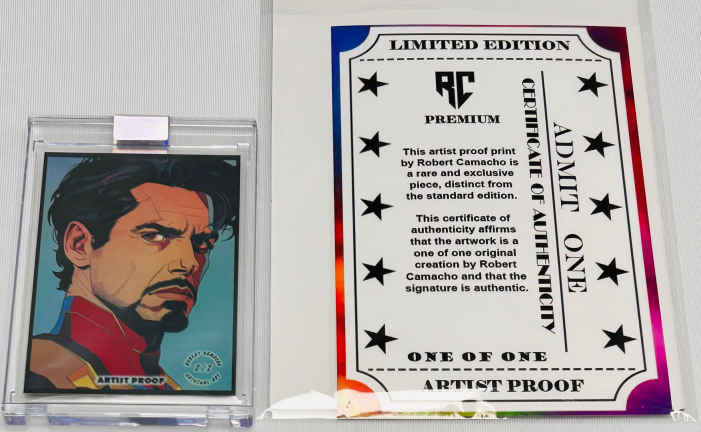 ARTIST PROOF
LIMITED EDITION
RC
PREMIUM
This artist proof print
by Robert Camacho is
a rare and exclusive
piece, distinct from
the standard edition.
This certificate of
authenticity affirms
that the artwork is a
one of one original
creation by Robert
Camacho and that the
signature is authentic.
ONE OF ONE
ARTIST PROOF
CERTIFICATE OF AUTHENTICITY
ADMIT ONE